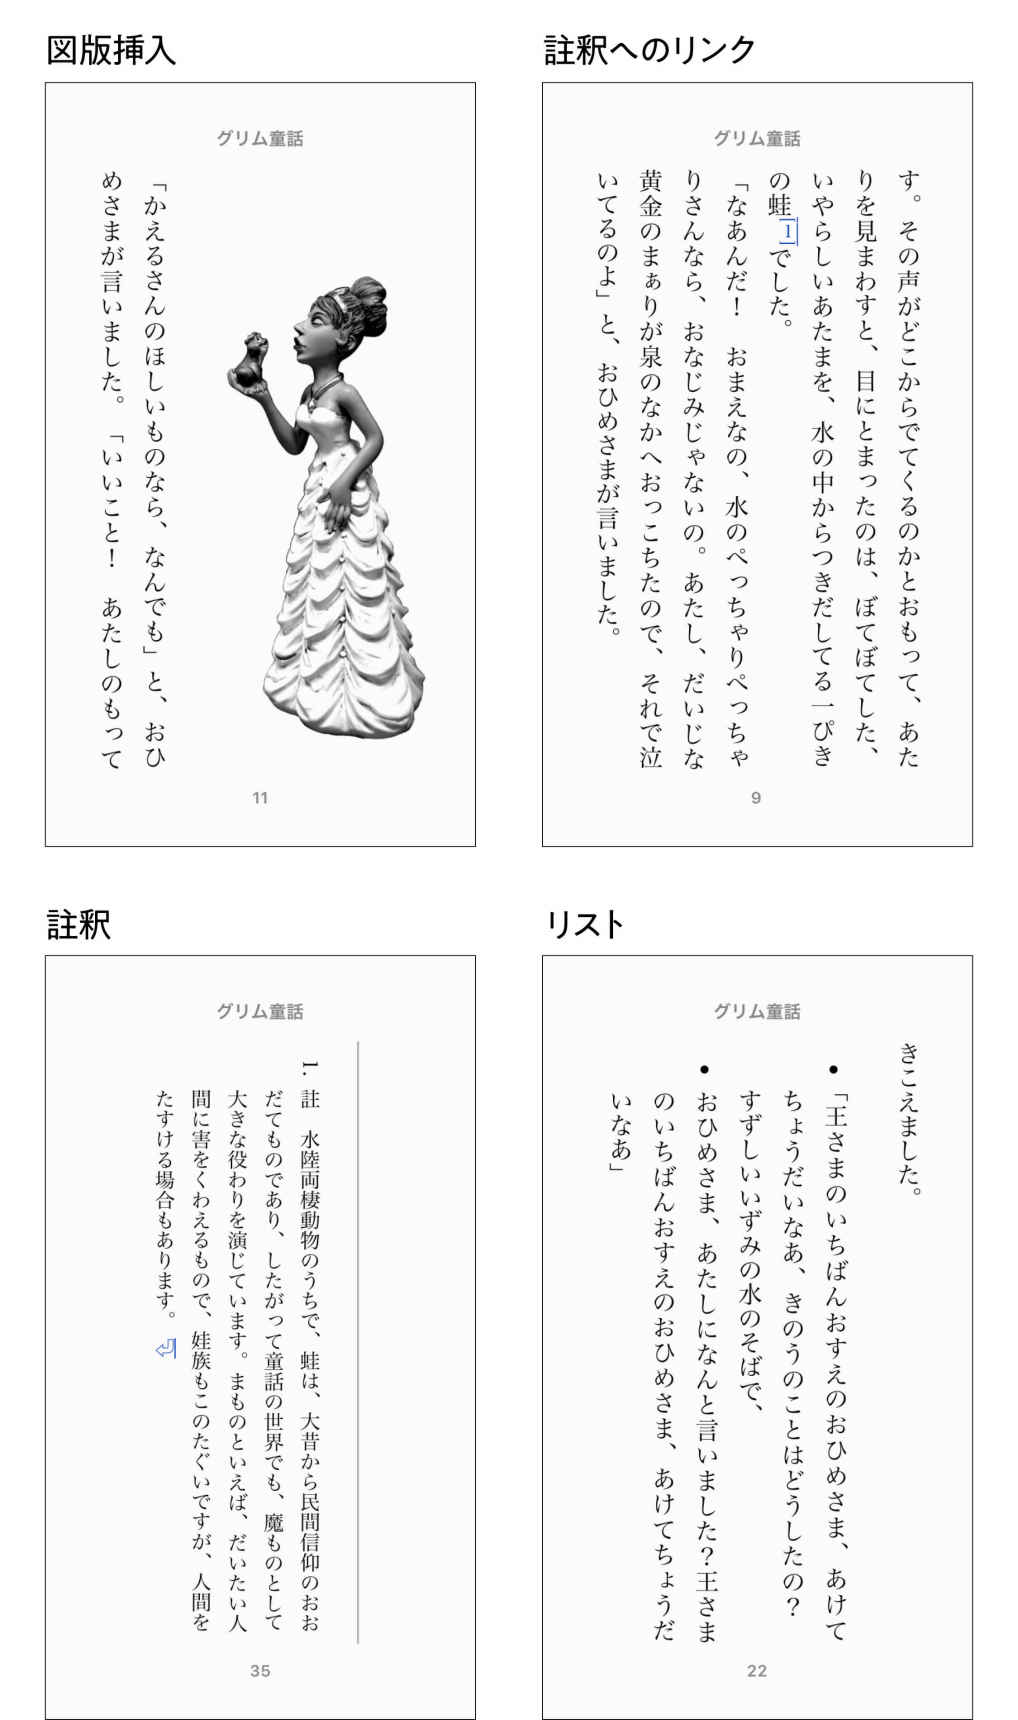 図版挿入
グリム童話
「かえるさんのほしいものなら、なんでも」と、おひ
めさまが言いました。「いいこと！　あたしのもって
11
註釈へのリンク
グリム童話
す。その声がどこからでてくるのかとおもって、あた
りを見まわすと、目にとまったのは、ぼてぼてした、
いやらしいあたまを、水の中からつきだしてる一ぴき
の蛙[1]でした。
「なあんだ！　おまえなの、水のぺっちゃりぺっちゃ
りさんなら、おなじみじゃないの。あたし、だいじな
黄金のまぁりが泉のなかへおっこちたので、それで泣
いてるのよ」と、おひめさまが言いました。
9
註釈
グリム童話
1. 註　水陸両棲動物のうちで、蛙は、大昔から民間信仰のおお
だてものであり、したがって童話の世界でも、魔ものとして
大きな役わりを演じています。まものといえば、だいたい人
間に害をくわえるもので、娃族もこのたぐいですが、人間を
たすける場合もあります。
35
リスト
グリム童話
きこえました。
• 「王さまのいちばんおすえのおひめさま、あけて
ちょうだいなあ、きのうのことはどうしたの？
すずしいいずみの水のそばで、
• おひめさま、あたしになんと言いました？王さま
のいちばんおすえのおひめさま、あけてちょうだ
いなあ」
22